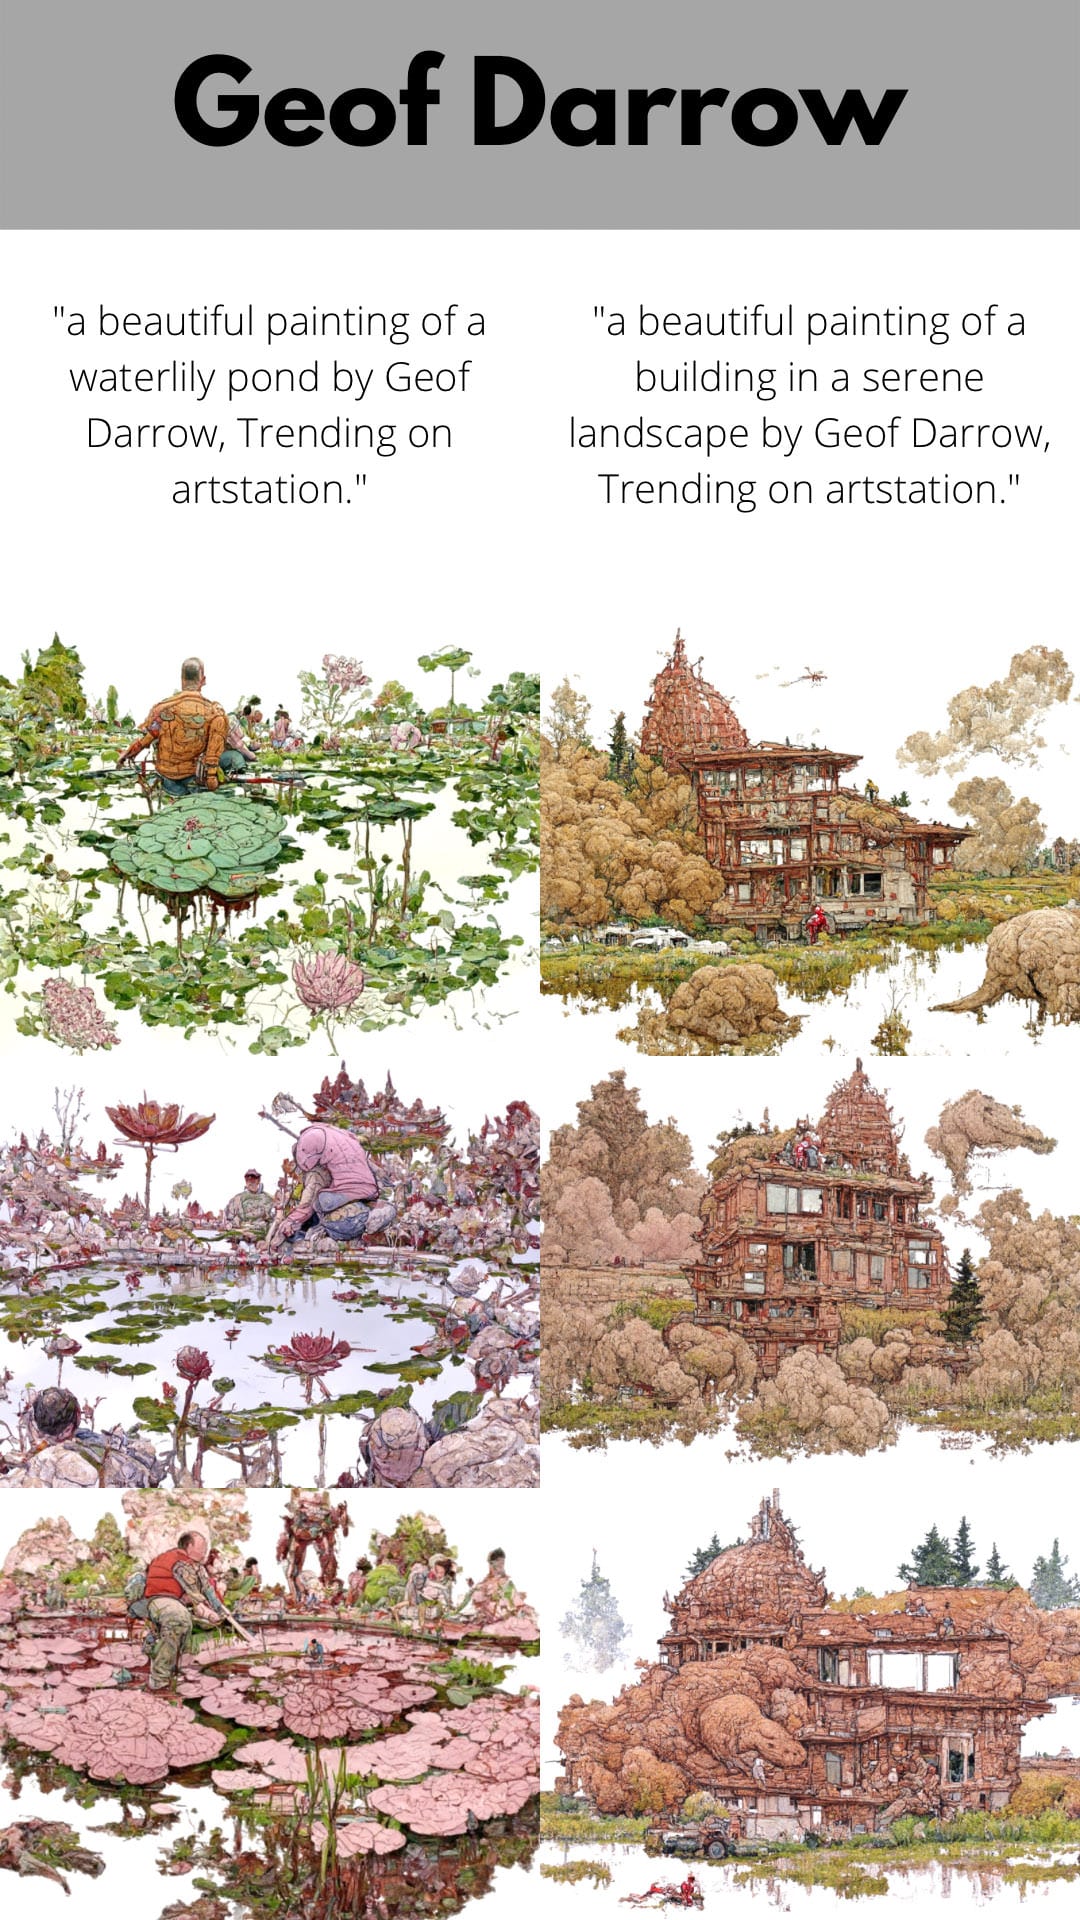 Geof Darrow
"a beautiful painting of a
waterlily pond by Geof
Darrow, Trending on
artstation."
"a beautiful painting of a
building in a serene
landscape by Geof Darrow,
Trending on artstation."